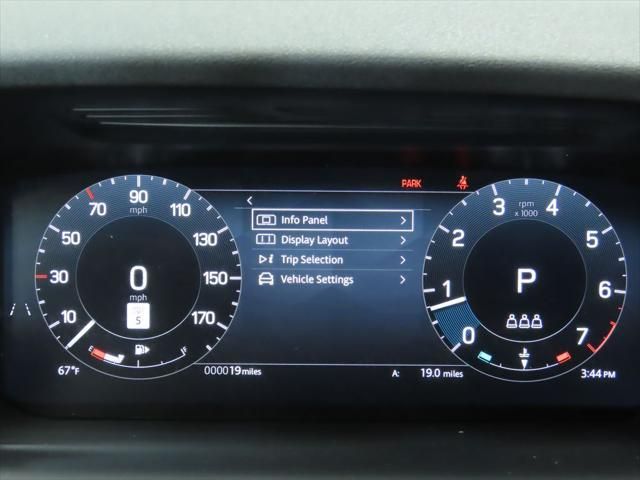 PARK
90
mph
70
110
50
130
30
150
10
170
0
mph
5
E
F
Info Panel
Display Layout
Trip Selection
Vehicle Settings
3
rpm
x 1000
4
2
5
1
6
0
7
P
67°F
000019 miles
A: 19.0 miles
3:44 PM